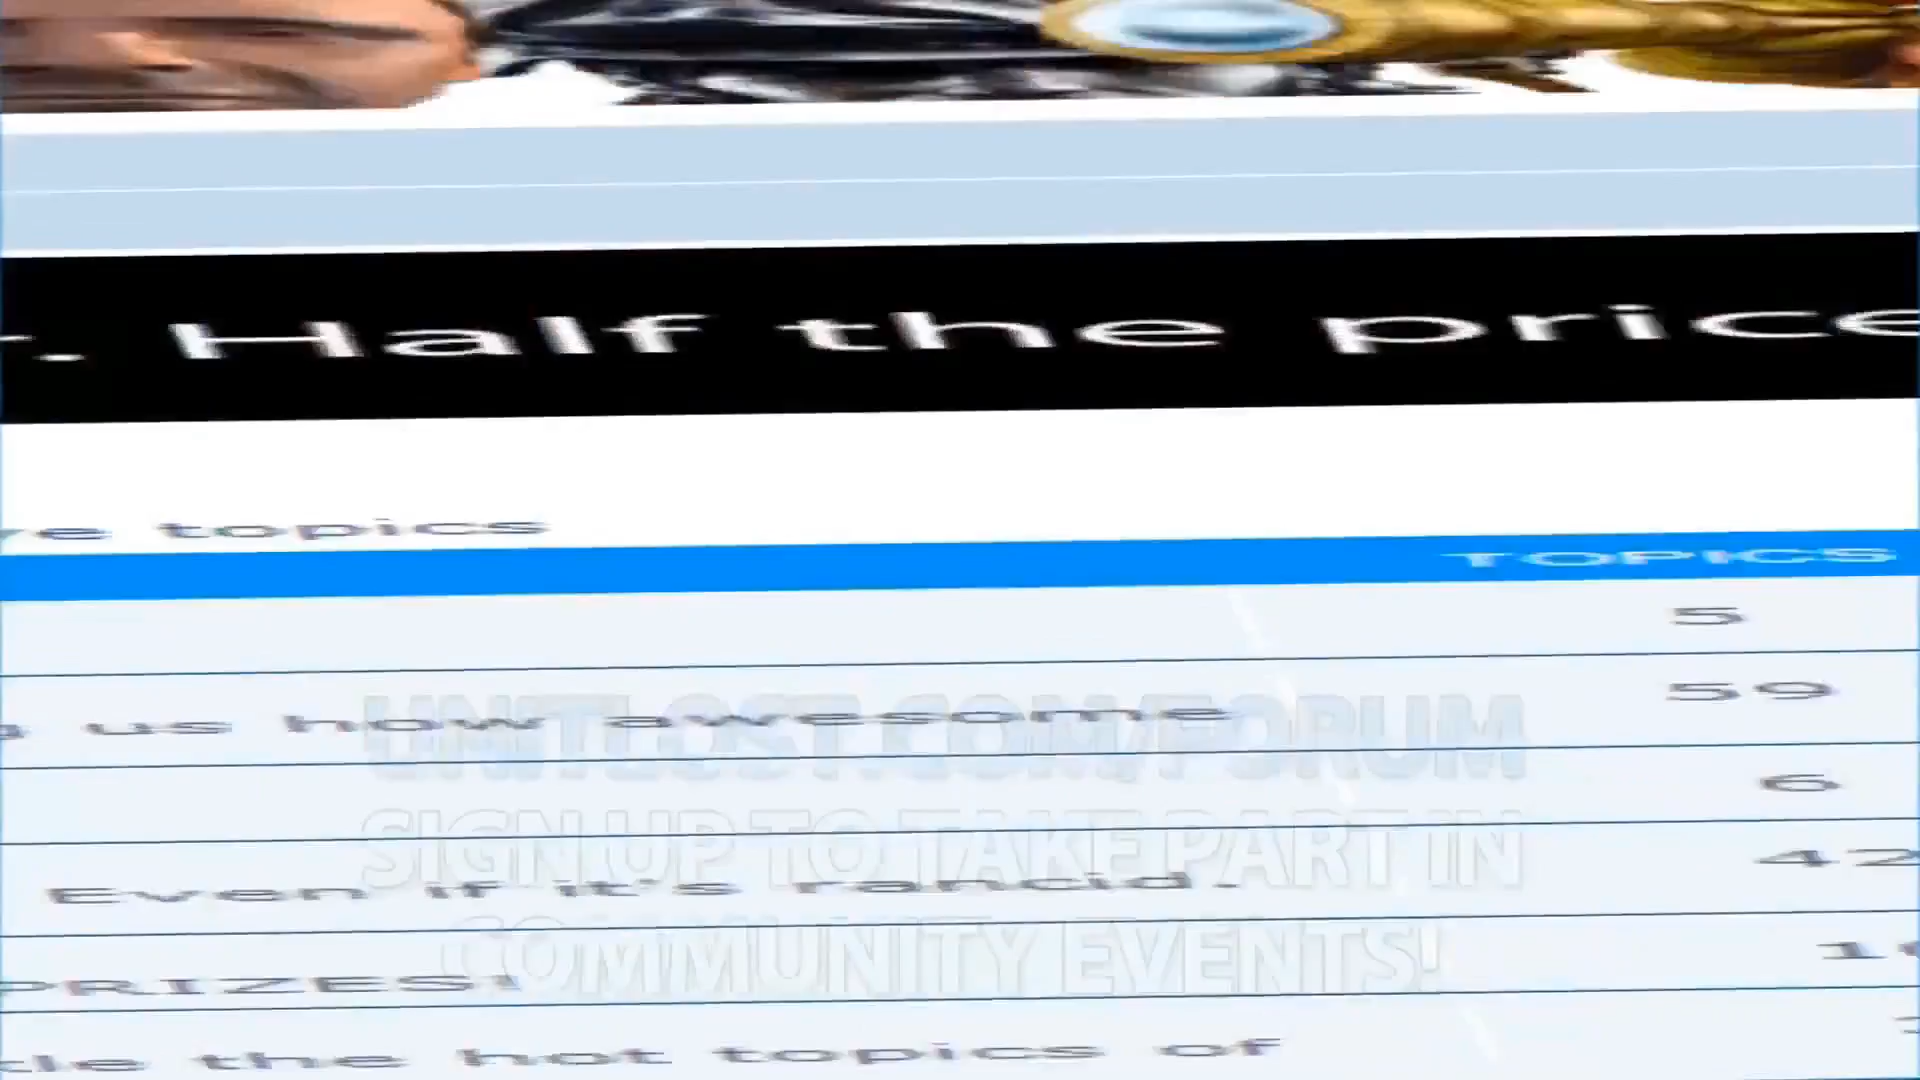 . Half the price
topics
TOPICS
5
us how awesome
59
UNITLOST.COM/FORUM
6
SIGN UP TO TAKE PART IN
42
Even if it's rancid.
COMMUNITY EVENTS!
PRIZES!
the hot topics of